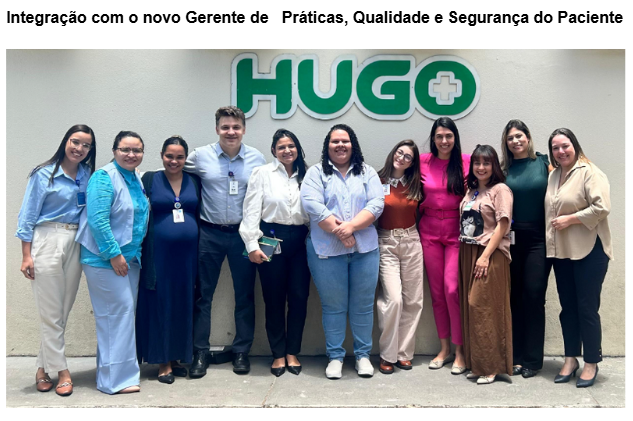 Integração com o novo Gerente de Práticas, Qualidade e Segurança do Paciente
HUGO